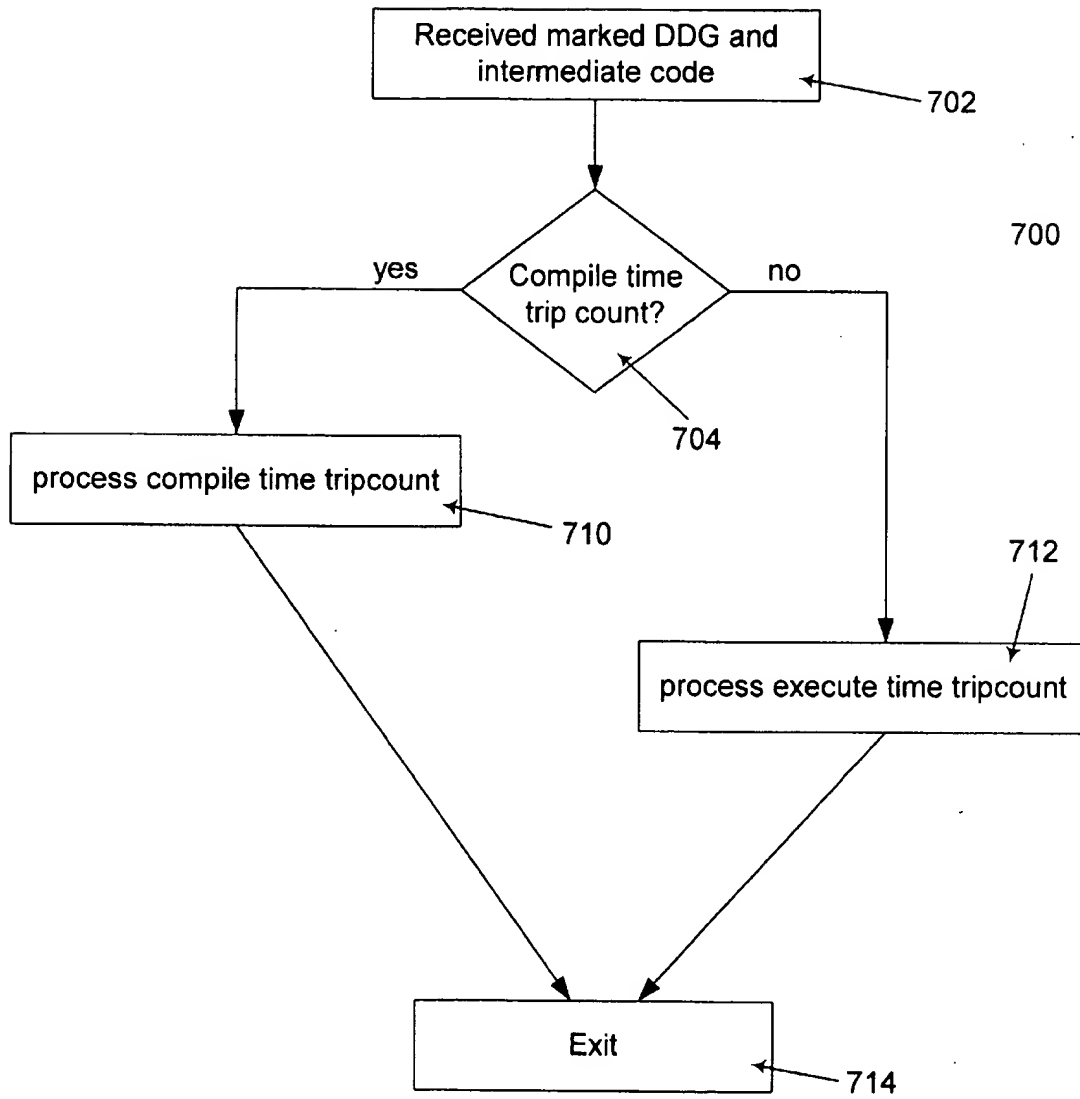 Received marked DDG and
intermediate code
702
700
yes
no
Compile time
trip count?
704
process compile time tripcount
710
712
process execute time tripcount
Exit
714